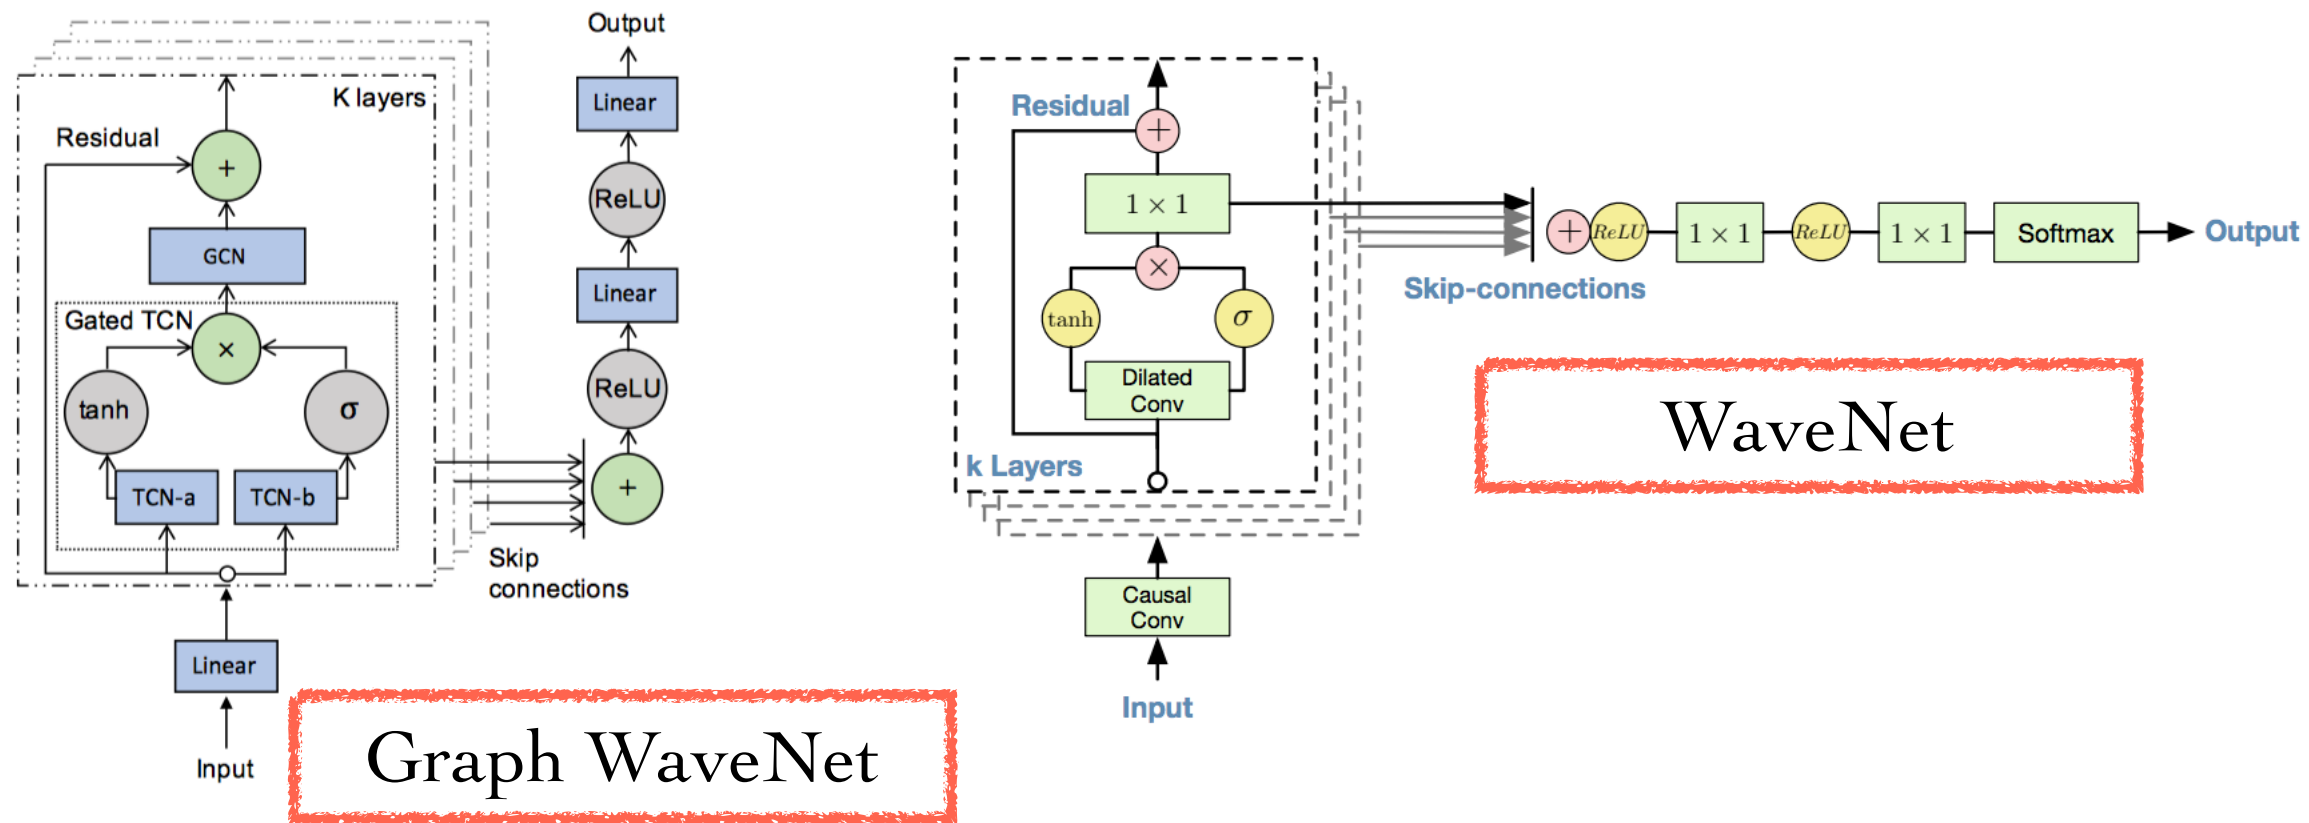 Output
K layers
Linear
Residual
+
ReLU
GCN
Linear
Gated TCN
×
ReLU
tanh
σ
TCN-a
TCN-b
+
Skip
connections
Linear
Input
Graph WaveNet
Residual
+
1 × 1
×
tanh
σ
Dilated
Conv
k Layers
Causal
Conv
Input
+
ReLU
1 × 1
ReLU
1 × 1
Softmax
Output
Skip-connections
WaveNet